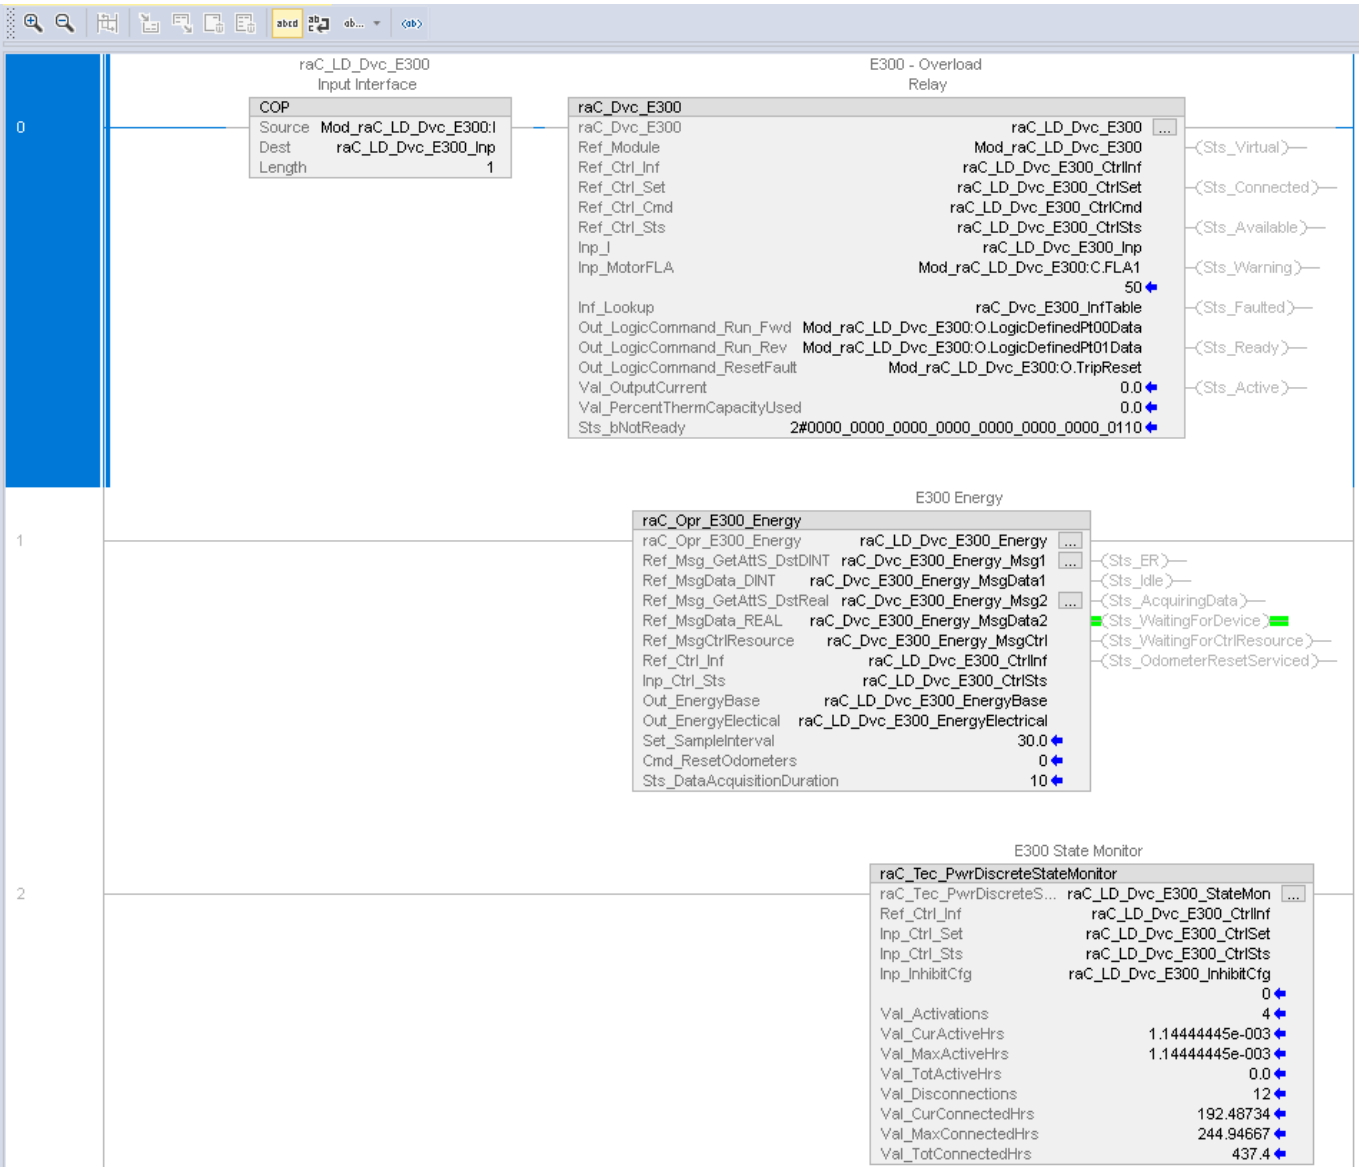 abcd ab c ab... <ab>
raC_LD_Dvc_E300
Input Interface
E300 - Overload
Relay
0
COP
Source Mod_raC_LD_Dvc_E300:I
Dest raC_LD_Dvc_E300_Inp
Length 1
raC_Dvc_E300
raC_Dvc_E300 raC_LD_Dvc_E300 ...
Ref_Module Mod_raC_LD_Dvc_E300 (Sts_Virtual)
Ref_Ctrl_Inf raC_LD_Dvc_E300_CtrlInf
Ref_Ctrl_Set raC_LD_Dvc_E300_CtrlSet (Sts_Connected)
Ref_Ctrl_Cmd raC_LD_Dvc_E300_CtrlCmd
Ref_Ctrl_Sts raC_LD_Dvc_E300_CtrlSts (Sts_Available)
Inp_I raC_LD_Dvc_E300_Inp
Inp_MotorFLA Mod_raC_LD_Dvc_E300:C.FLA1 (Sts_Warning)
50
Inf_Lookup raC_Dvc_E300_InfTable (Sts_Faulted)
Out_LogicCommand_Run_Fwd Mod_raC_LD_Dvc_E300:O.LogicDefinedPt00Data
Out_LogicCommand_Run_Rev Mod_raC_LD_Dvc_E300:O.LogicDefinedPt01Data (Sts_Ready)
Out_LogicCommand_ResetFault Mod_raC_LD_Dvc_E300:O.TripReset
Val_OutputCurrent 0.0 (Sts_Active)
Val_PercentThermCapacityUsed 0.0
Sts_bNotReady 2#0000_0000_0000_0000_0000_0000_0000_0110
E300 Energy
1
raC_Opr_E300_Energy
raC_Opr_E300_Energy raC_LD_Dvc_E300_Energy ...
Ref_Msg_GetAttS_DstDINT raC_Dvc_E300_Energy_Msg1 ... (Sts_ER)
Ref_MsgData_DINT raC_Dvc_E300_Energy_MsgData1 (Sts_Idle)
Ref_Msg_GetAttS_DstReal raC_Dvc_E300_Energy_Msg2 ... (Sts_AcquiringData)
Ref_MsgData_REAL raC_Dvc_E300_Energy_MsgData2 (Sts_WaitingForDevice)
Ref_MsgCtrlResource raC_Dvc_E300_Energy_MsgCtrl (Sts_WaitingForCtrlResource)
Ref_Ctrl_Inf raC_LD_Dvc_E300_CtrlInf (Sts_OdometerResetServiced)
Inp_Ctrl_Sts raC_LD_Dvc_E300_CtrlSts
Out_EnergyBase raC_LD_Dvc_E300_EnergyBase
Out_EnergyElectical raC_LD_Dvc_E300_EnergyElectrical
Set_SampleInterval 30.0
Cmd_ResetOdometers 0
Sts_DataAcquisitionDuration 10
E300 State Monitor
2
raC_Tec_PwrDiscreteStateMonitor
raC_Tec_PwrDiscreteS... raC_LD_Dvc_E300_StateMon ...
Ref_Ctrl_Inf raC_LD_Dvc_E300_CtrlInf
Inp_Ctrl_Set raC_LD_Dvc_E300_CtrlSet
Inp_Ctrl_Sts raC_LD_Dvc_E300_CtrlSts
Inp_InhibitCfg raC_LD_Dvc_E300_InhibitCfg
0
Val_Activations 4
Val_CurActiveHrs 1.14444445e-003
Val_MaxActiveHrs 1.14444445e-003
Val_TotActiveHrs 0.0
Val_Disconnections 12
Val_CurConnectedHrs 192.48734
Val_MaxConnectedHrs 244.94667
Val_TotConnectedHrs 437.4